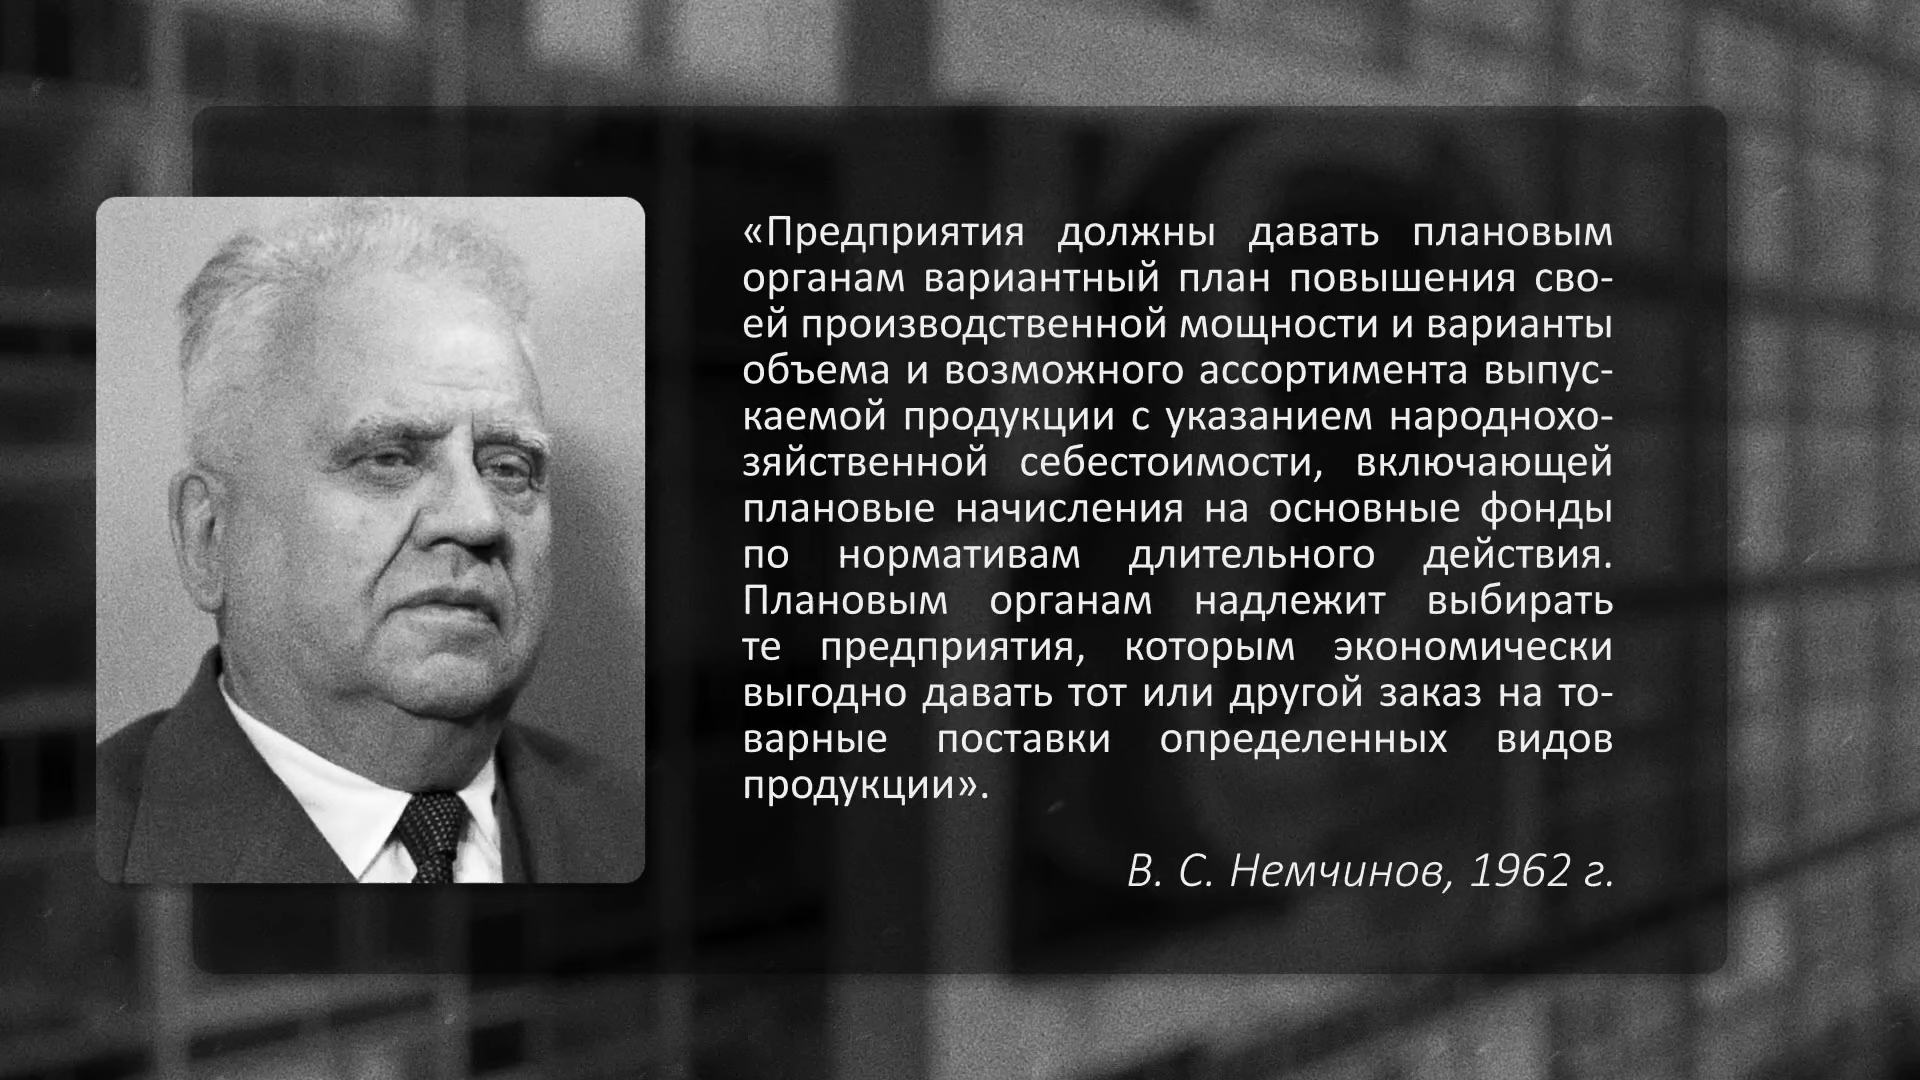 «Предприятия должны давать плановым
органам вариантный план повышения сво-
ей производственной мощности и варианты
объема и возможного ассортимента выпус-
каемой продукции с указанием народнохо-
зяйственной себестоимости, включающей
плановые начисления на основные фонды
по нормативам длительного действия.
Плановым органам надлежит выбирать
те предприятия, которым экономически
выгодно давать тот или другой заказ на то-
варные поставки определенных видов
продукции».
В. С. Немчинов, 1962 г.